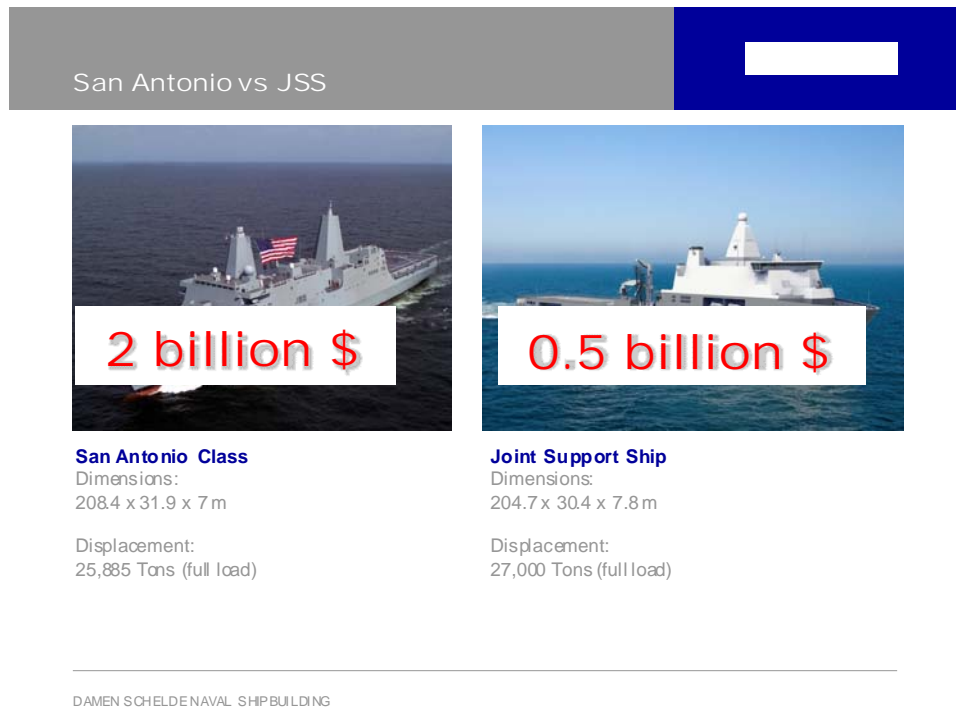 San Antonio vs JSS
2 billion $
0.5 billion $
San Antonio Class
Dimensions:
208.4 x 31.9 x 7 m
Displacement:
25,885 Tons (full load)
Joint Support Ship
Dimensions:
204.7 x 30.4 x 7.8 m
Displacement:
27,000 Tons (full load)
DAMEN SCHELDE NAVAL SHIPBUILDING